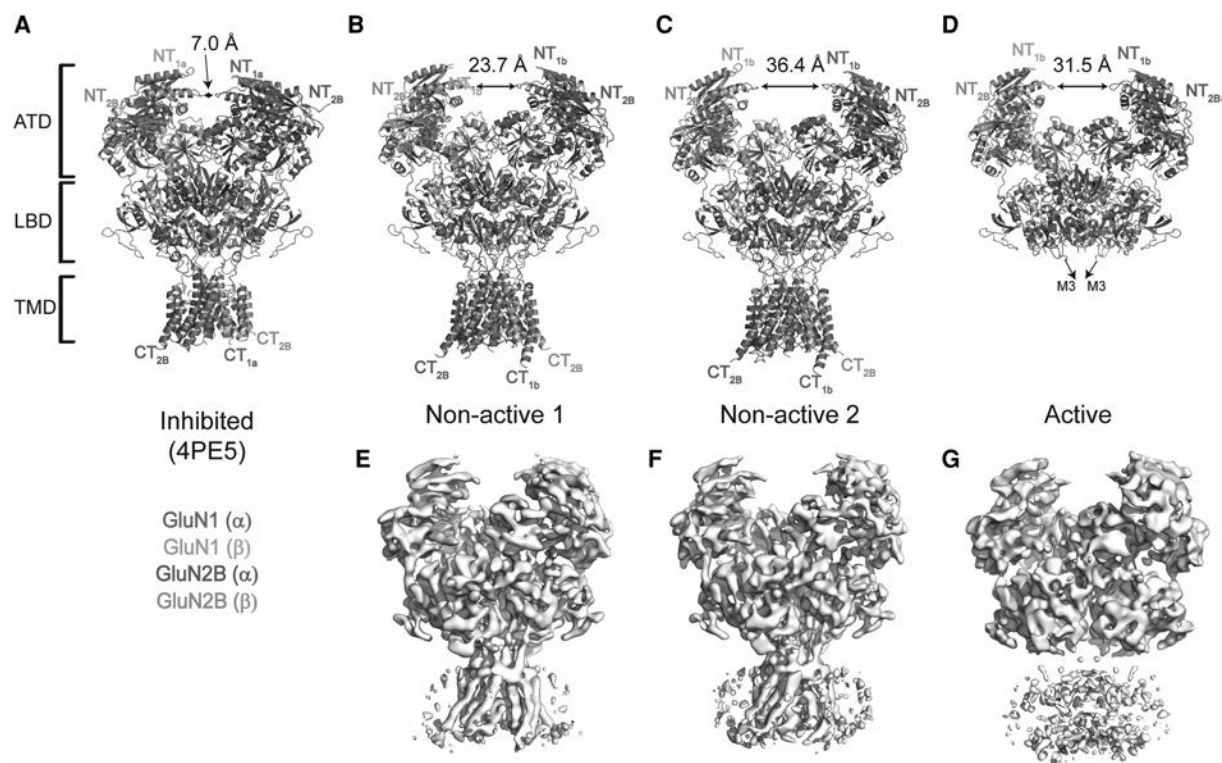 A
B
C
D
7.0 Å
23.7 Å
36.4 Å
31.5 Å
NT1a
NT1a
NT2B
NT2B
NT1b
NT1b
NT2B
NT2B
NT1b
NT1b
NT2B
NT2B
NT1b
NT1b
NT2B
NT2B
ATD
LBD
TMD
M3 M3
CT2B
CT1a
CT2B
CT2B
CT1b
CT2B
CT2B
CT1b
CT2B
Inhibited
(4PE5)
Non-active 1
Non-active 2
Active
E
F
G
GluN1 (α)
GluN1 (β)
GluN2B (α)
GluN2B (β)